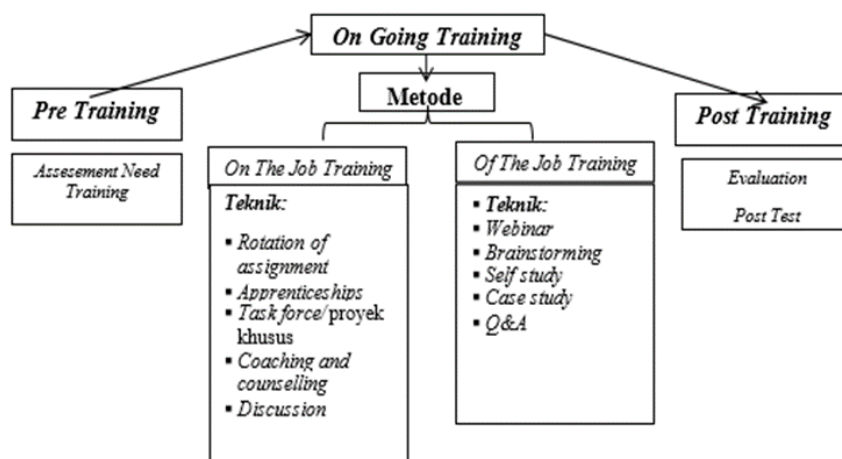 On Going Training
Metode
Pre Training
Assesement Need
Training
On The Job Training
Teknik:
▪ Rotation of
assignment
▪ Apprenticeships
▪ Task force/proyek
khusus
▪ Coaching and
counselling
▪ Discussion
Of The Job Training
▪ Teknik:
▪ Webinar
▪ Brainstorming
▪ Self study
▪ Case study
▪ Q&A
Post Training
Evaluation
Post Test